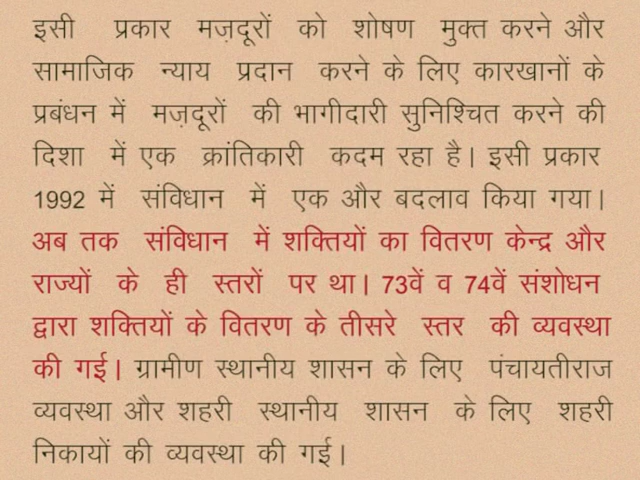 इसी प्रकार मज़दूरों को शोषण मुक्त करने और
सामाजिक न्याय प्रदान करने के लिए कारखानों के
प्रबंधन में मज़दूरों की भागीदारी सुनिश्चित करने की
दिशा में एक क्रांतिकारी कदम रहा है। इसी प्रकार
1992 में संविधान में एक और बदलाव किया गया।
अब तक संविधान में शक्तियों का वितरण केन्द्र और
राज्यों के ही स्तरों पर था। 73वें व 74वें संशोधन
द्वारा शक्तियों के वितरण के तीसरे स्तर की व्यवस्था
की गई। ग्रामीण स्थानीय शासन के लिए पंचायतीराज
व्यवस्था और शहरी स्थानीय शासन के लिए शहरी
निकायों की व्यवस्था की गई।